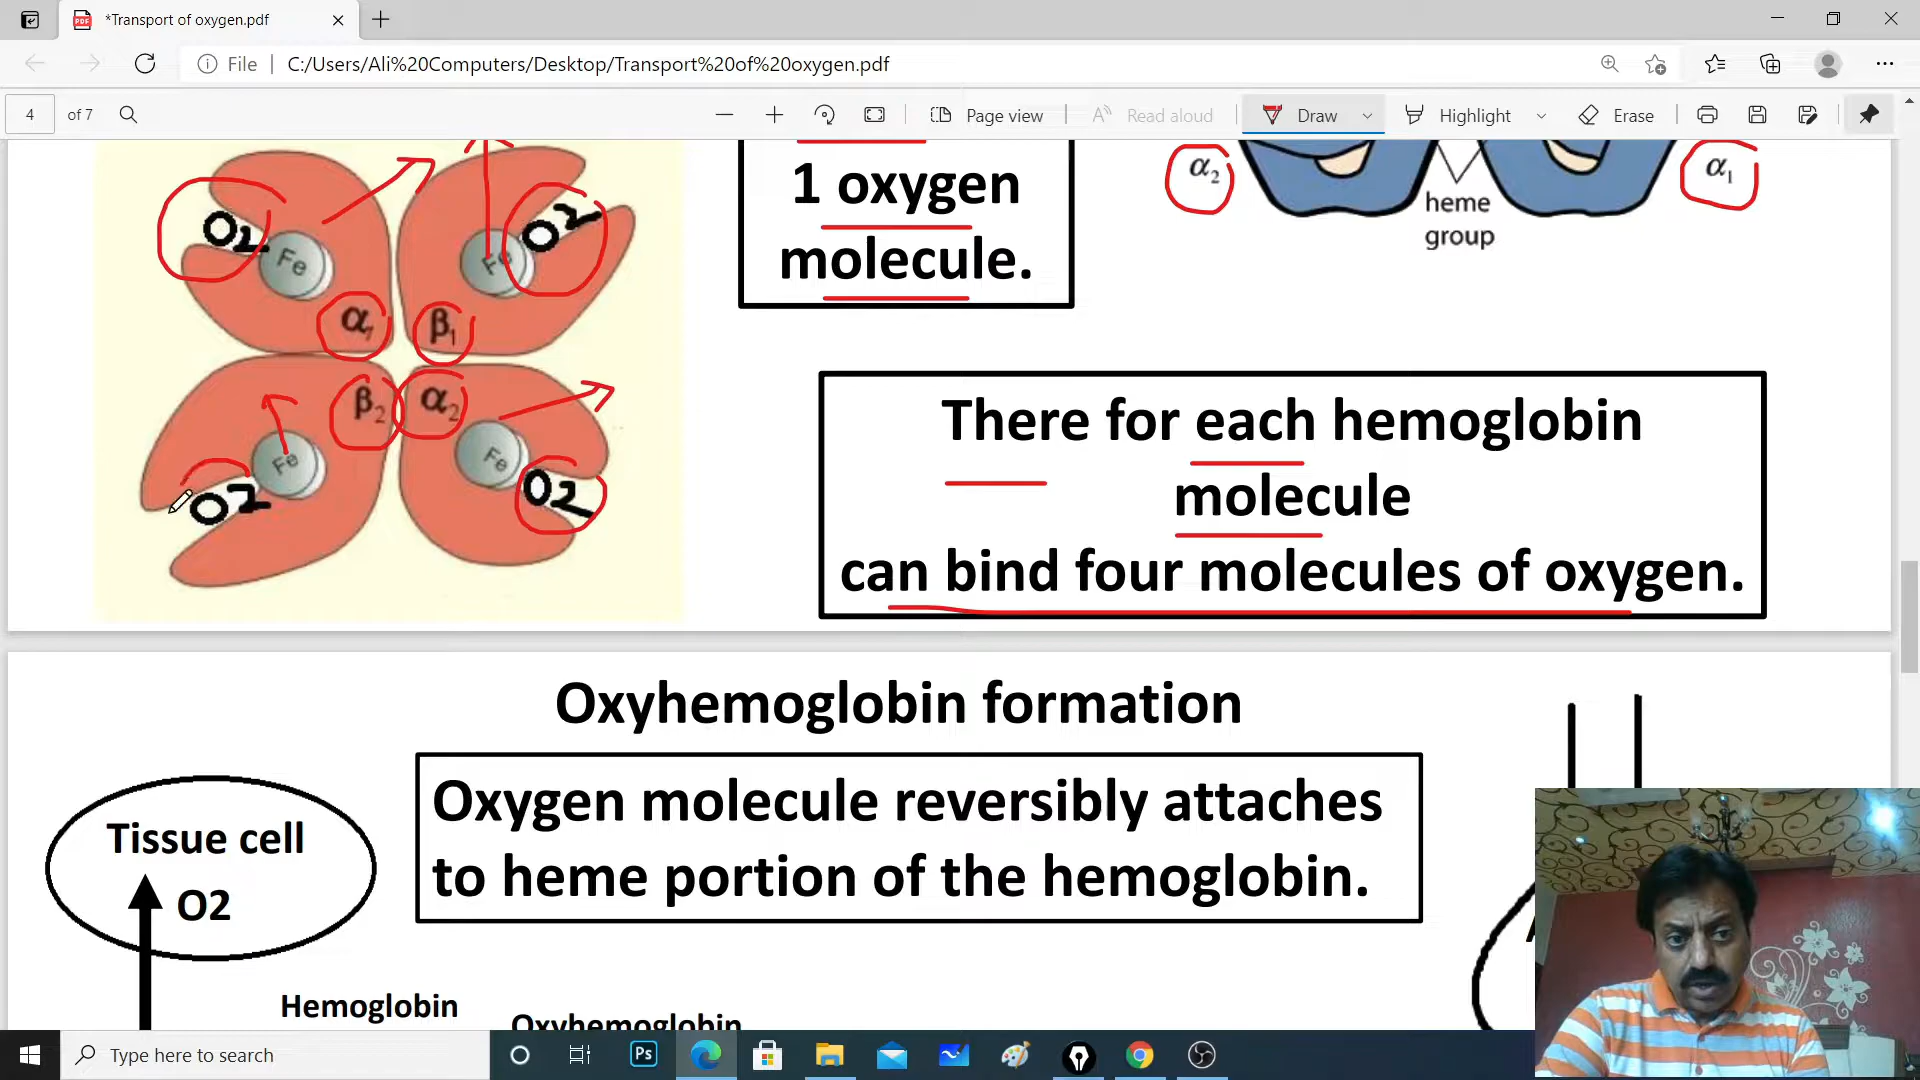 *Transport of oxygen.pdf
File
C:/Users/Ali%20Computers/Desktop/Transport%20of%20oxygen.pdf
4 of 7
Page view
Read aloud
Draw
Highlight
Erase
O2 Fe
Fe O2
α1
β1
β2
α2
O2 Fe
Fe O2
1 oxygen
molecule.
α2
α1
heme
group
There for each hemoglobin
molecule
can bind four molecules of oxygen.
Oxyhemoglobin formation
Oxygen molecule reversibly attaches
to heme portion of the hemoglobin.
Tissue cell
O2
Hemoglobin
Oxyhemoglobin
Type here to search
Ps